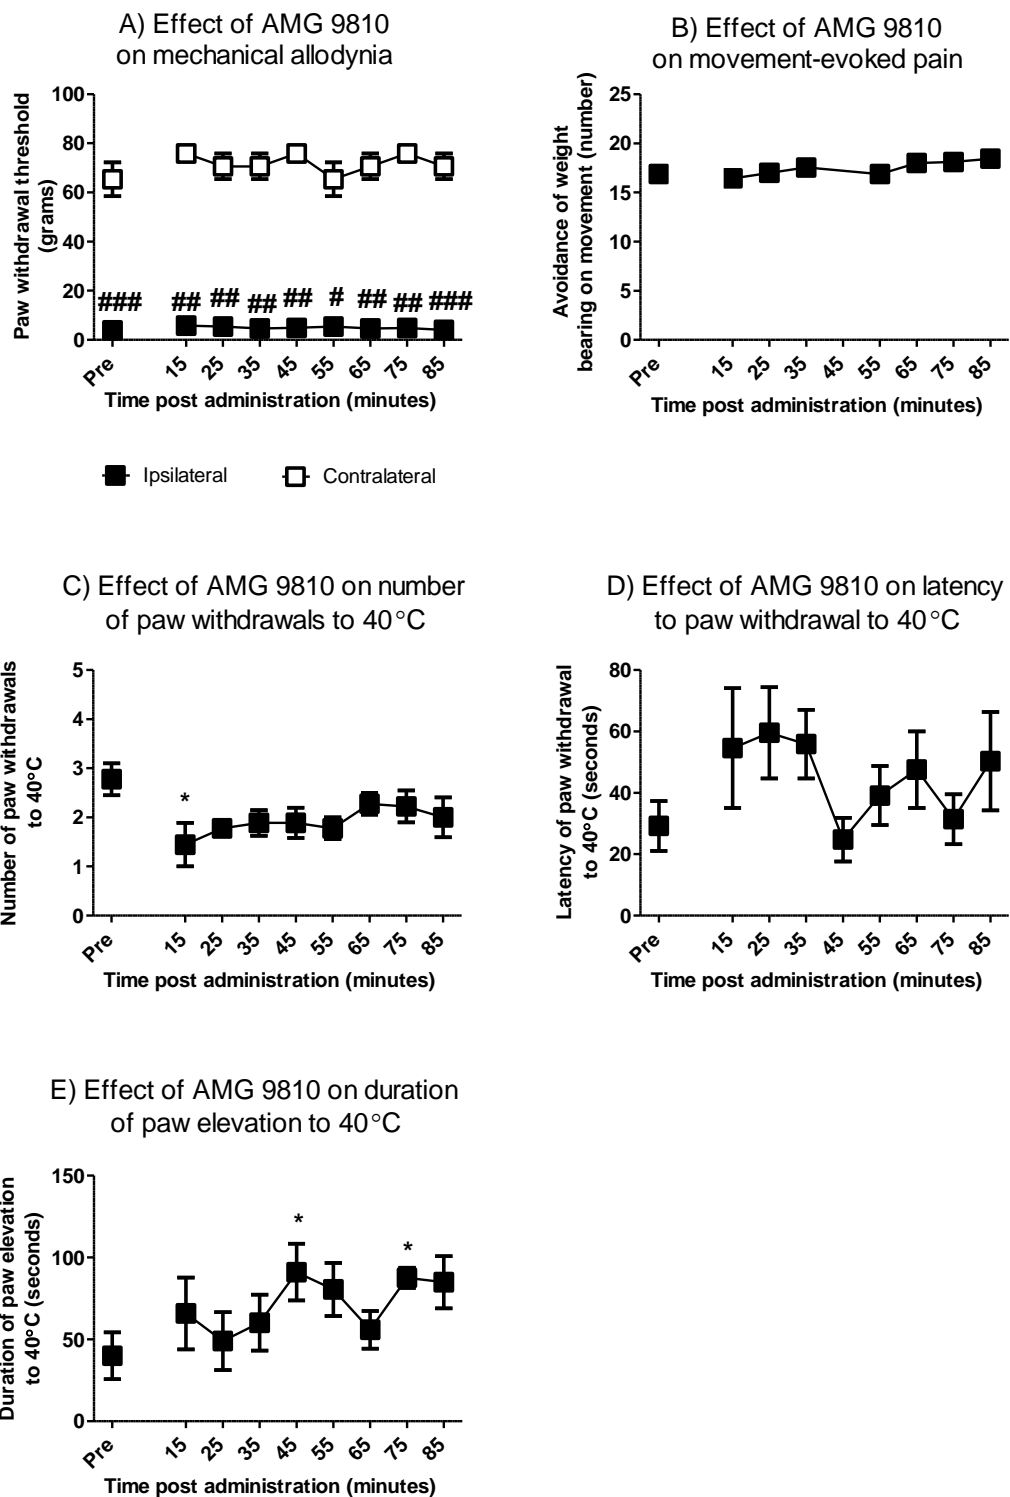 A) Effect of AMG 9810
on mechanical allodynia
Paw withdrawal threshold
(grams)
100
80
60
40
20
0
### ## ## ## ## # ## ## ###
Pre 15 25 35 45 55 65 75 85
Time post administration (minutes)
Ipsilateral Contralateral
B) Effect of AMG 9810
on movement-evoked pain
Avoidance of weight
bearing on movement (number)
25
20
15
10
5
0
Pre 15 25 35 45 55 65 75 85
Time post administration (minutes)
C) Effect of AMG 9810 on number
of paw withdrawals to 40°C
Number of paw withdrawals
to 40°C
5
4
3
2
1
0
*
Pre 15 25 35 45 55 65 75 85
Time post administration (minutes)
D) Effect of AMG 9810 on latency
to paw withdrawal to 40°C
Latency of paw withdrawal
to 40°C (seconds)
80
60
40
20
0
Pre 15 25 35 45 55 65 75 85
Time post administration (minutes)
E) Effect of AMG 9810 on duration
of paw elevation to 40°C
Duration of paw elevation
to 40°C (seconds)
150
100
50
0
* *
Pre 15 25 35 45 55 65 75 85
Time post administration (minutes)